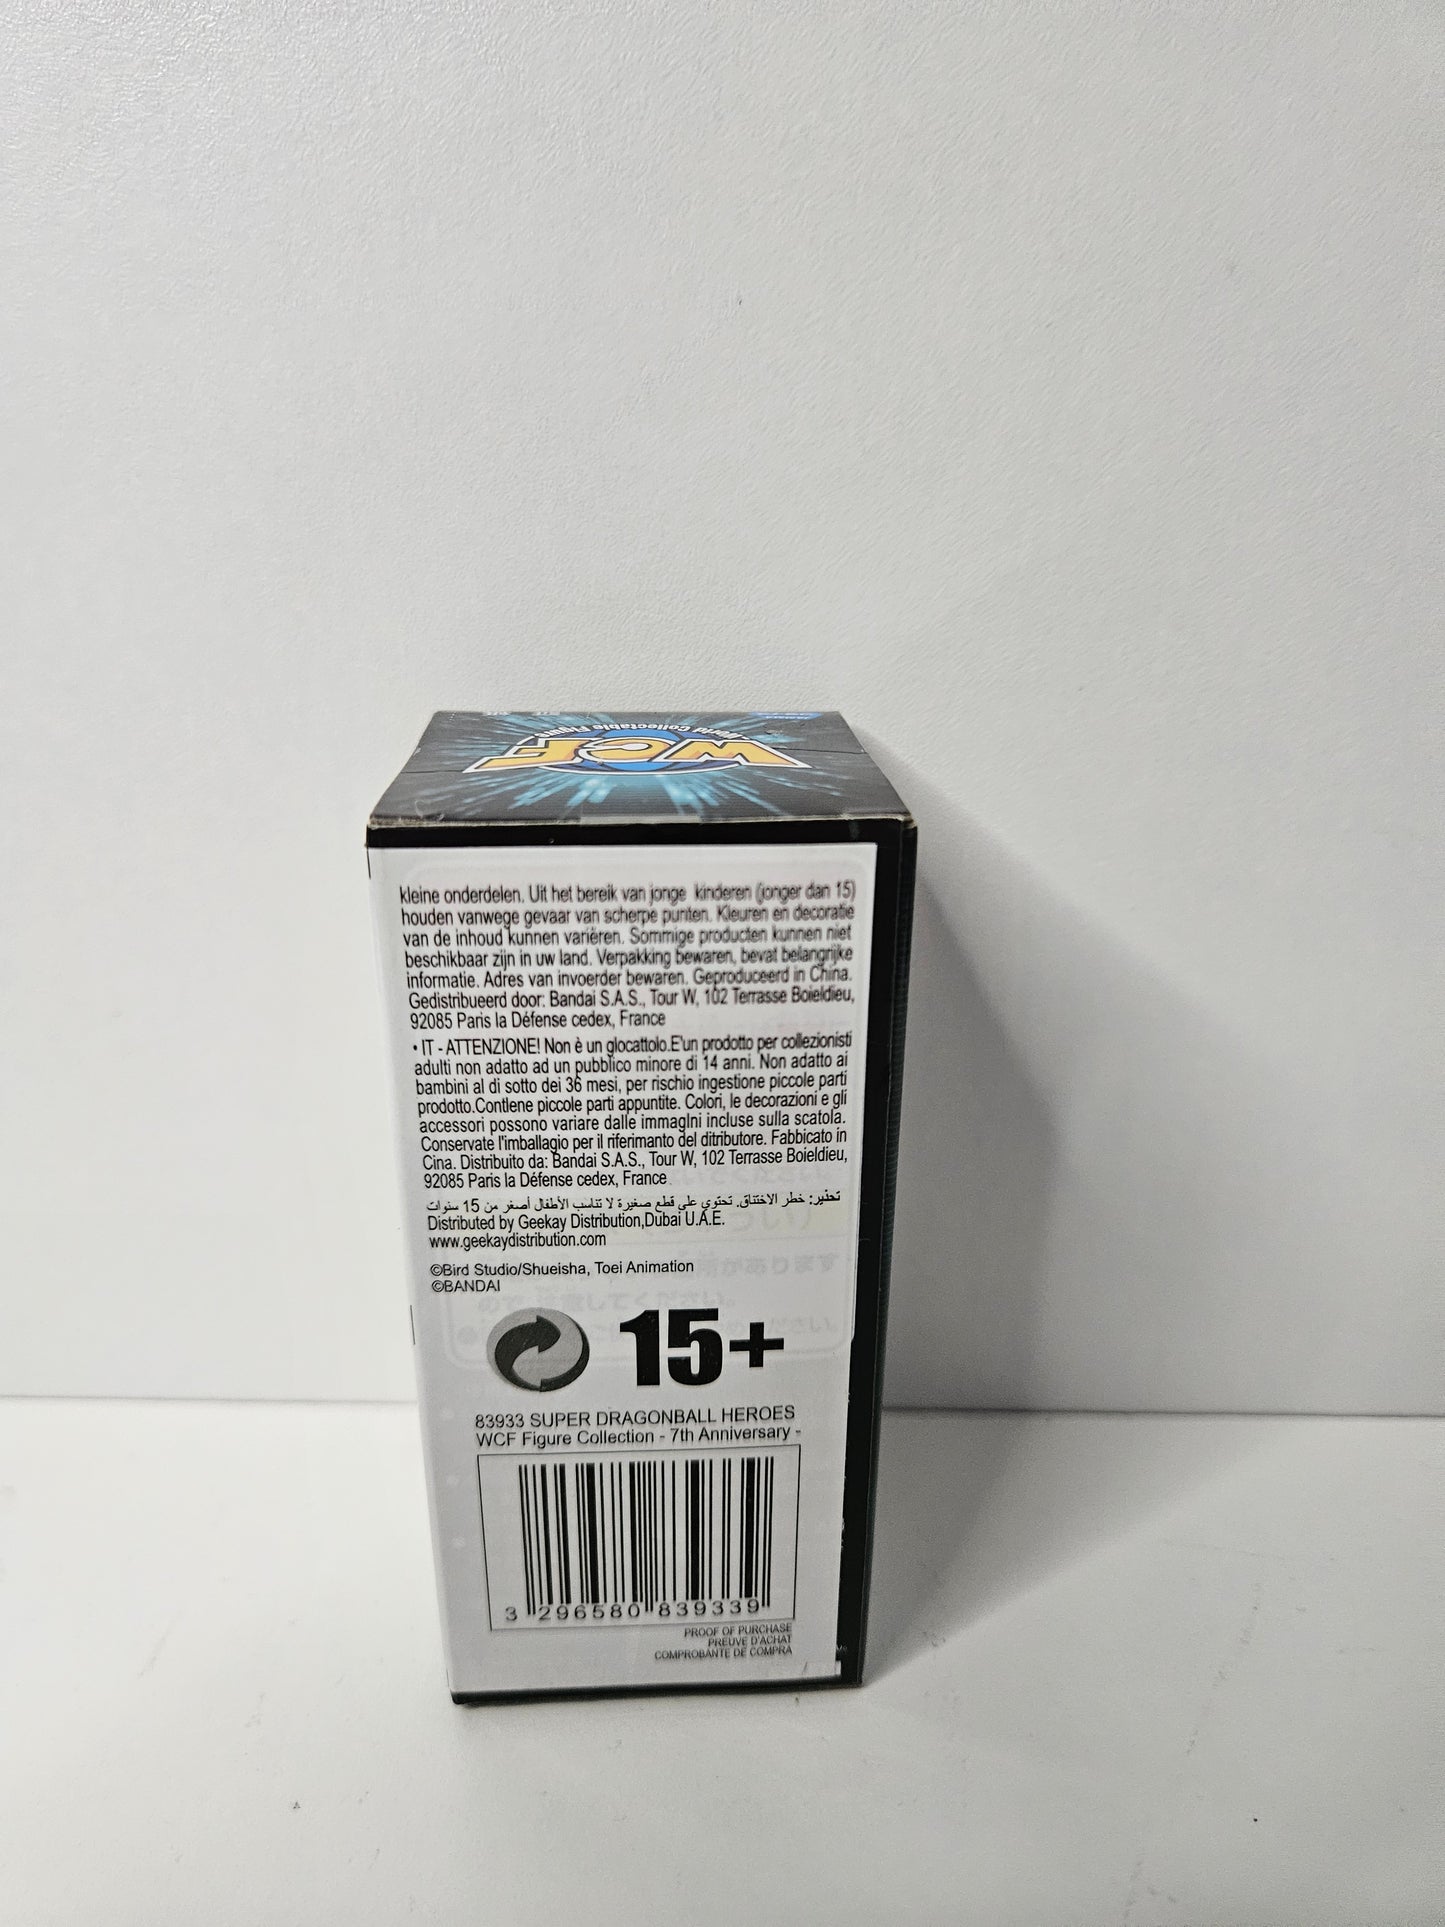 WCF
World Collectable Figure
kleine onderdelen. Uit het bereik van jonge kinderen (jonger dan 15)
houden vanwege gevaar van scherpe punten. Kleuren en decoratie
van de inhoud kunnen variëren. Sommige producten kunnen niet
beschikbaar zijn in uw land. Verpakking bewaren, bevat belangrijke
informatie. Adres van invoerder bewaren. Geproduceerd in China.
Gedistribueerd door: Bandai S.A.S., Tour W, 102 Terrasse Boieldieu,
92085 Paris la Défense cedex, France
• IT - ATTENZIONE! Non è un glocattolo.E'un prodotto per collezionisti
adulti non adatto ad un pubblico minore di 14 anni. Non adatto ai
bambini al di sotto dei 36 mesi, per rischio ingestione piccole parti
prodotto.Contlene piccole parti appuntite. Colori, le decorazioni e gli
accessori possono variare dalle immagIni incluse sulla scatola.
Conservate l'imballagio per il riferimanto del ditributore. Fabbicato in
Cina. Distribuito da: Bandai S.A.S., Tour W, 102 Terrasse Boieldieu,
92085 Paris la Défense cedex, France
تحذير: خطر الاختناق. تحتوي على قطع صغيرة لا تناسب الأطفال أصغر من 15 سنوات
Distributed by Geekay Distribution,Dubai U.A.E.
www.geekaydistribution.com
©Bird Studio/Shueisha, Toei Animation
©BANDAI
15+
83933 SUPER DRAGONBALL HEROES
WCF Figure Collection - 7th Anniversary -
3 296580 839339
PROOF OF PURCHASE
PREUVE D'ACHAT
COMPROBANTE DE COMPRA